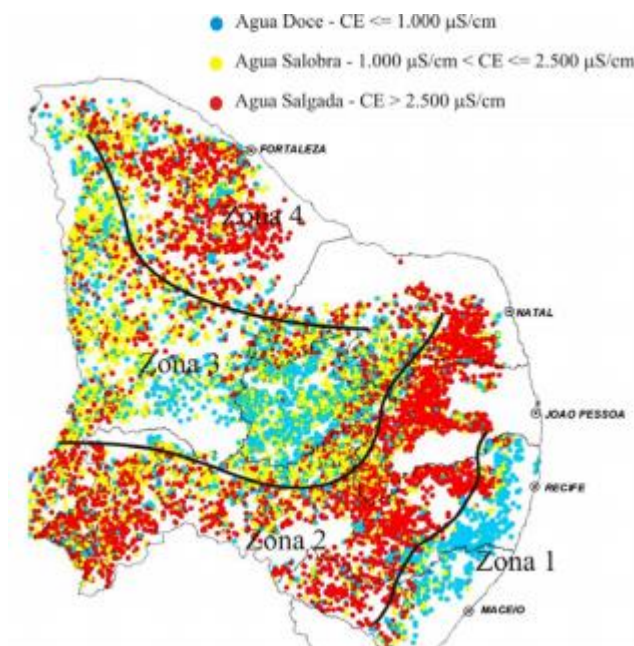 Agua Doce - CE <= 1.000 µS/cm
Agua Salobra - 1.000 µS/cm < CE <= 2.500 µS/cm
Agua Salgada - CE > 2.500 µS/cm
FORTALEZA
Zona 4
NATAL
Zona 3
JOAO PESSOA
RECIFE
Zona 2
Zona 1
MACEIO